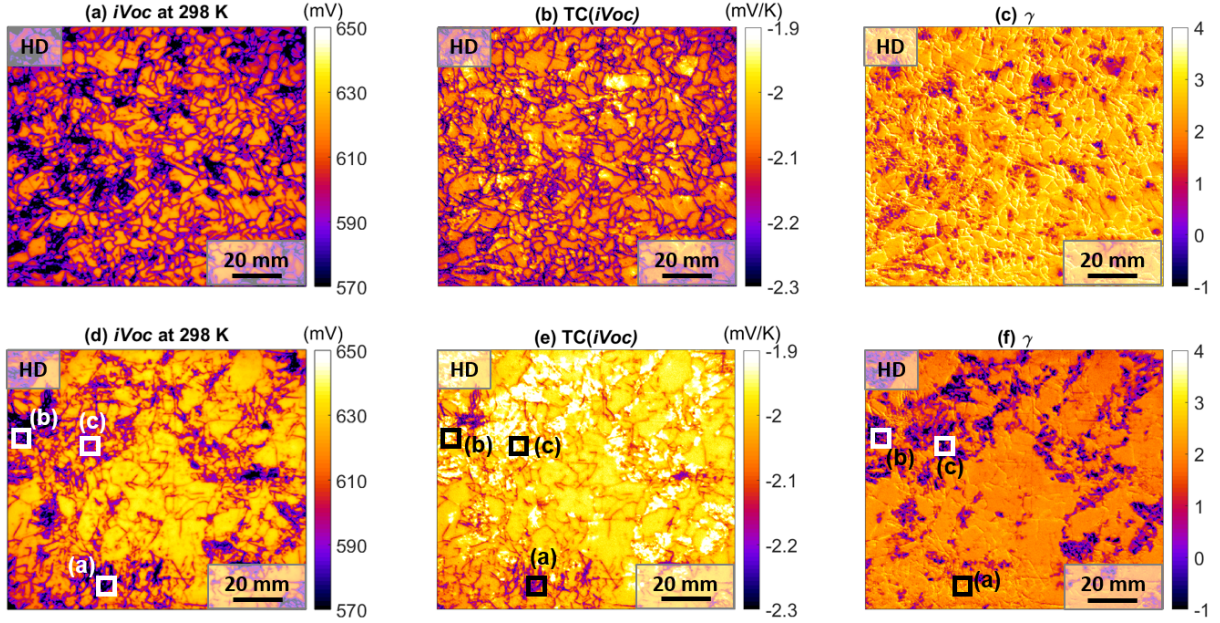 (a) iVoc at 298 K (mV)
HD
20 mm
650
630
610
590
570
(b) TC(iVoc) (mV/K)
HD
20 mm
-1.9
-2
-2.1
-2.2
-2.3
(c) γ
HD
20 mm
4
3
2
1
0
-1
(d) iVoc at 298 K (mV)
HD
(b)
(c)
(a)
20 mm
650
630
610
590
570
(e) TC(iVoc) (mV/K)
HD
(b)
(c)
(a)
20 mm
-1.9
-2
-2.1
-2.2
-2.3
(f) γ
HD
(b)
(c)
(a)
20 mm
4
3
2
1
0
-1